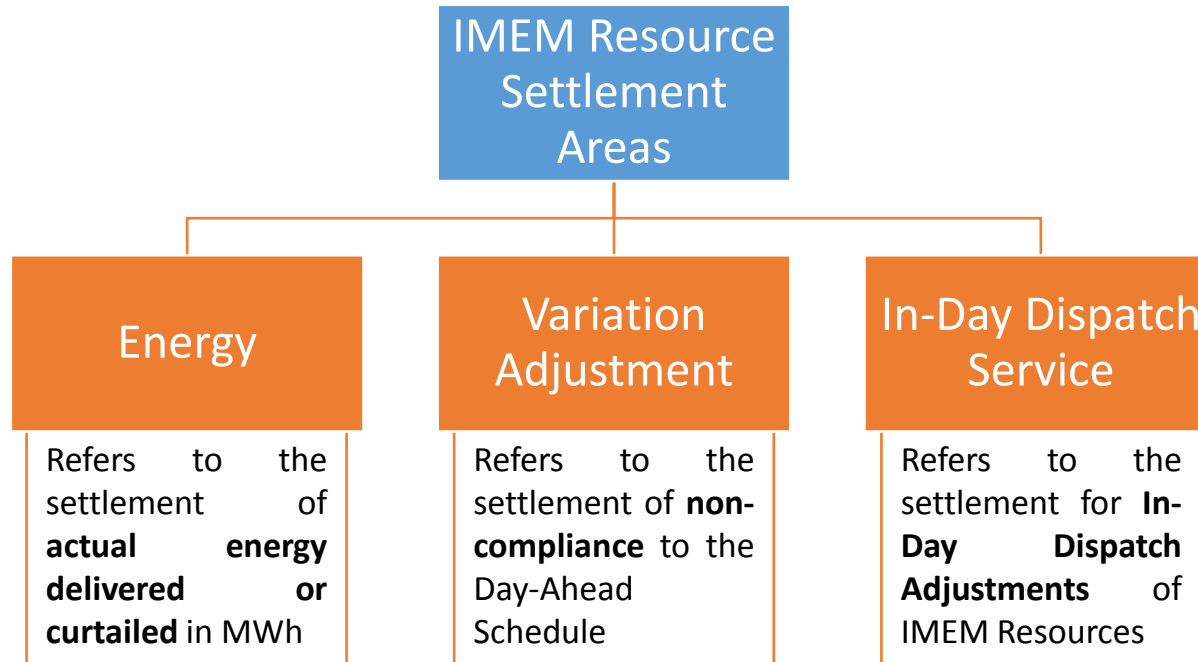 IMEM Resource
Settlement
Areas
Energy
Refers to the
settlement of
actual energy
delivered or
curtailed in MWh
Variation
Adjustment
Refers to the
settlement of non-
compliance to the
Day-Ahead
Schedule
In-Day Dispatch
Service
Refers to the
settlement for In-
Day Dispatch
Adjustments of
IMEM Resources